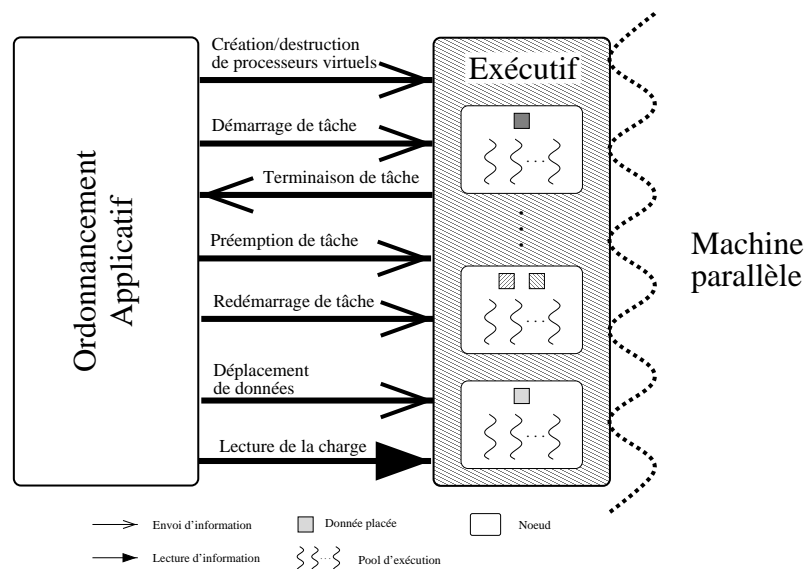 Ordonnancement
Applicatif
Création/destruction
de processeurs virtuels
Démarrage de tâche
Terminaison de tâche
Préemption de tâche
Redémarrage de tâche
Déplacement
de données
Lecture de la charge
Exécutif
Machine
parallèle
Envoi d'information
Donnée placée
Noeud
Lecture d'information
Pool d'exécution